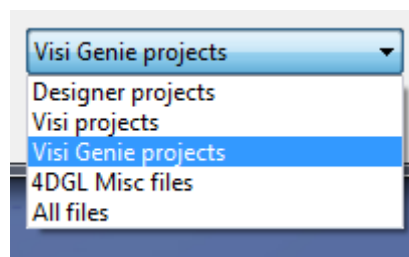 Visi Genie projects
Designer projects
Visi projects
Visi Genie projects
4DGL Misc files
All files